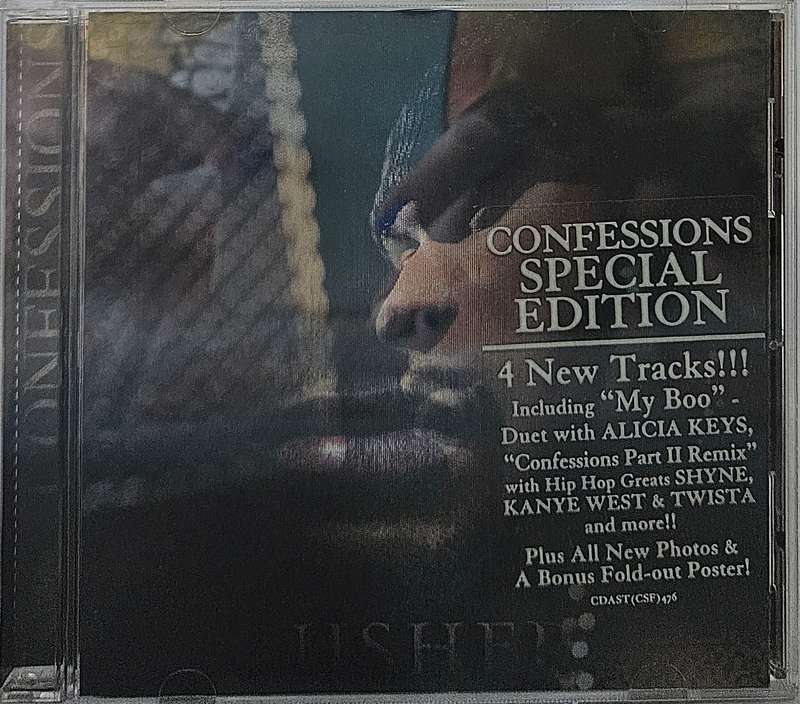 CONFESSIONS
CONFESSIONS
SPECIAL
EDITION
4 New Tracks!!!
Including “My Boo” -
Duet with ALICIA KEYS,
“Confessions Part II Remix”
with Hip Hop Greats SHYNE,
KANYE WEST & TWISTA
and more!!
Plus All New Photos &
A Bonus Fold-out Poster!
CDAST(CSF)476
USHER